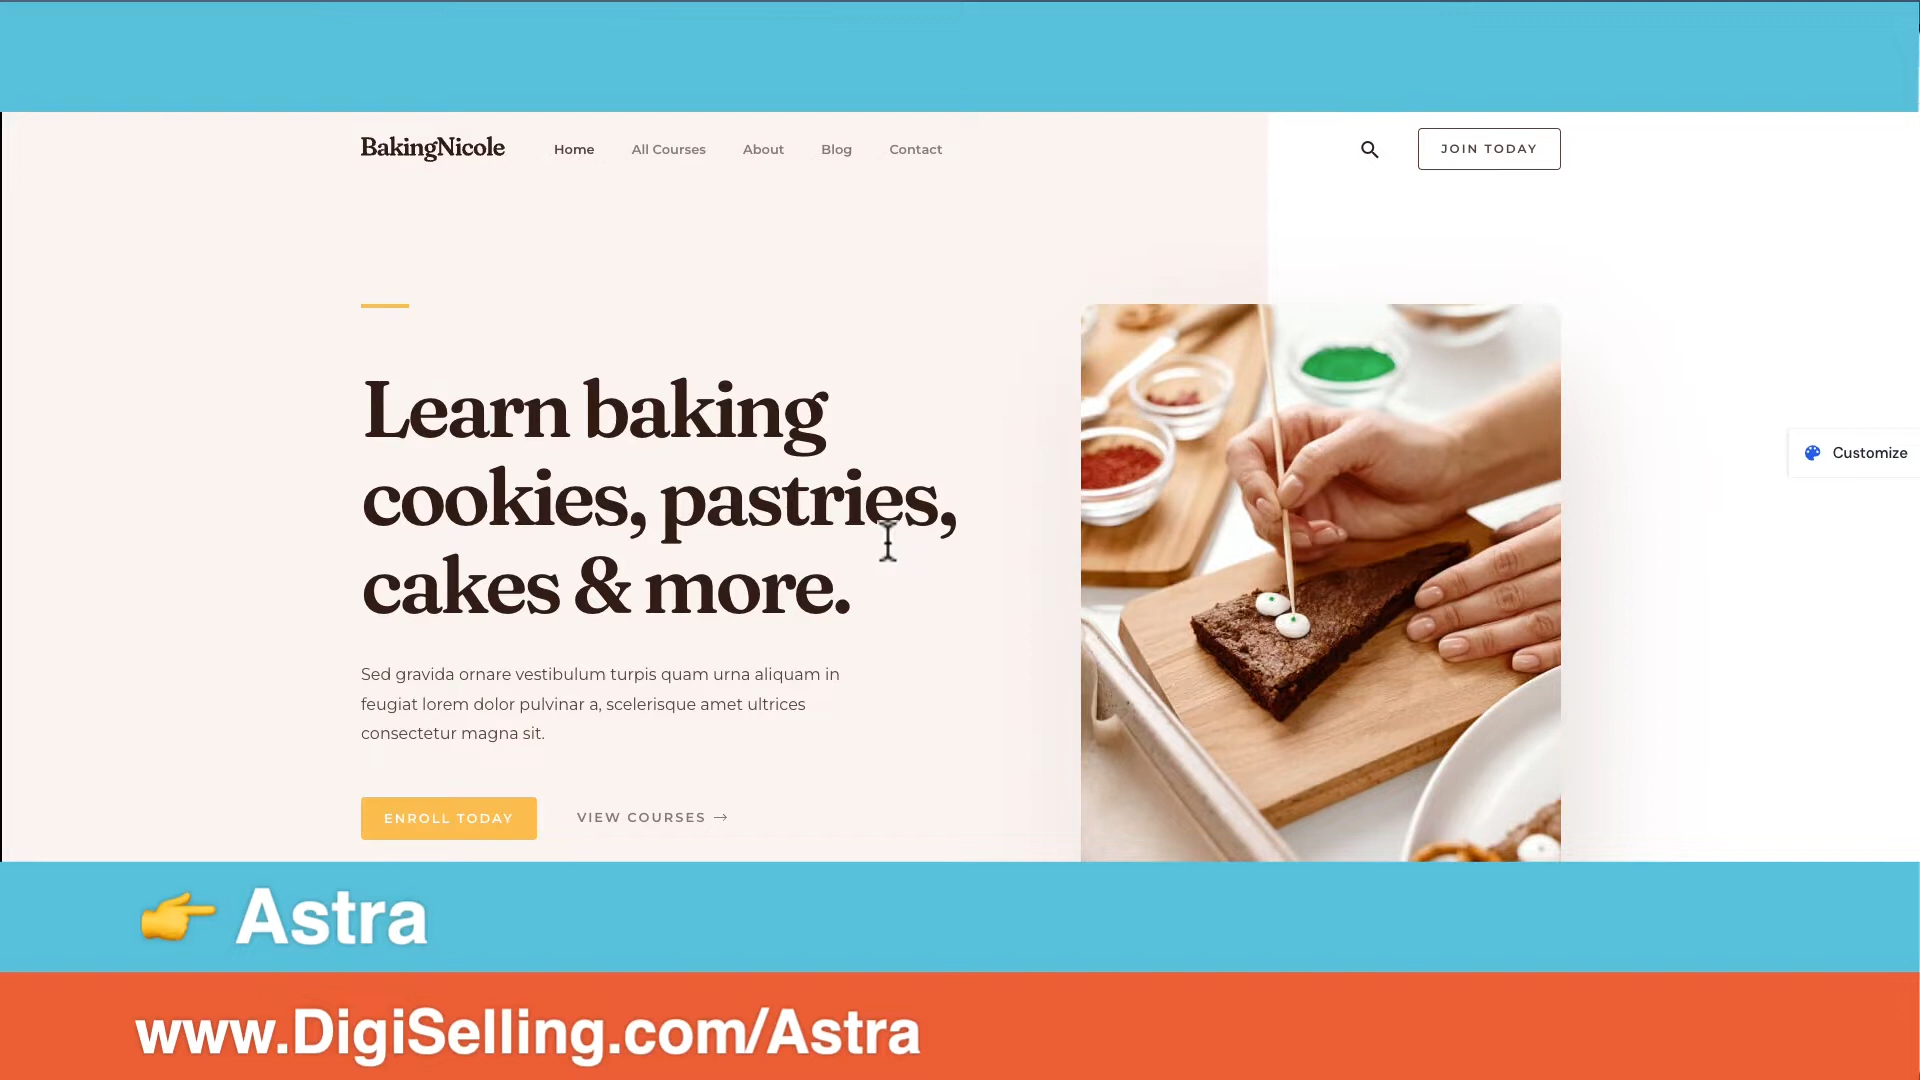 BakingNicole
Home All Courses About Blog Contact
JOIN TODAY
Learn baking
cookies, pastries,
cakes & more.
Customize
Sed gravida ornare vestibulum turpis quam urna aliquam in
feugiat lorem dolor pulvinar a, scelerisque amet ultrices
consectetur magna sit.
ENROLL TODAY VIEW COURSES →
👉 Astra
www.DigiSelling.com/Astra